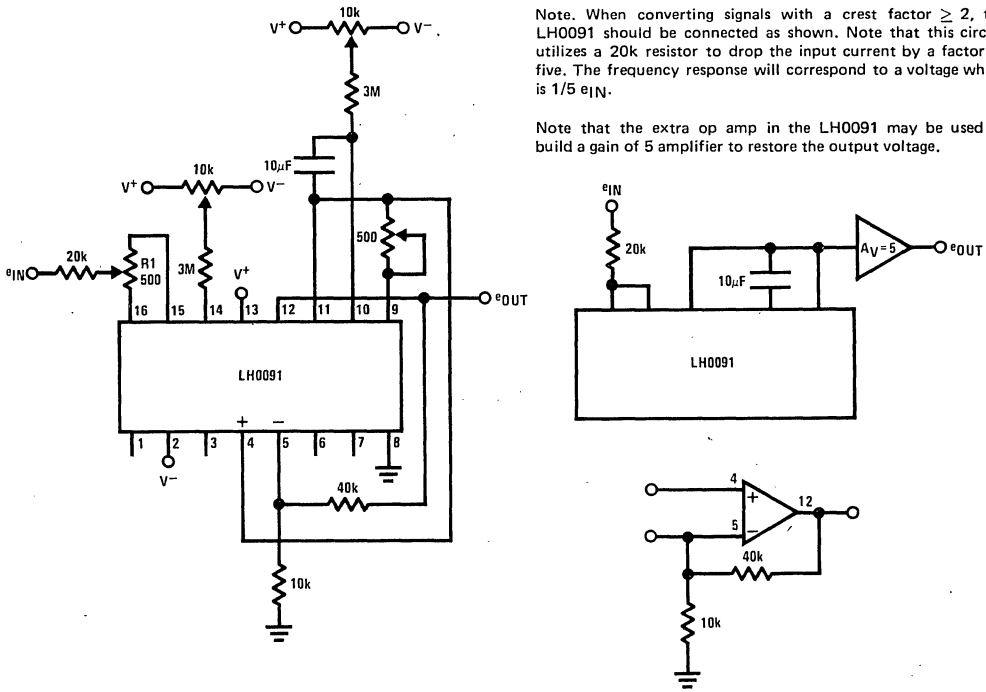 Note. When converting signals with a crest factor ≥ 2,
LH0091 should be connected as shown. Note that this
utilizes a 20k resistor to drop the input current by a factor
five. The frequency response will correspond to a voltage
is 1/5 eIN.
Note that the extra op amp in the LH0091 may be used
build a gain of 5 amplifier to restore the output voltage.
10k
V+ V−
3M
10µF
10k
V+ V−
500
20k
eIN
R1
500
3M
V+
eOUT
16 15 14 13 12 11 10 9
LH0091
+ −
1 2 3 4 5 6 7 8
V−
40k
10k
eIN
20k
10µF
AV = 5
eOUT
LH0091
4
+
12
5
−
40k
10k